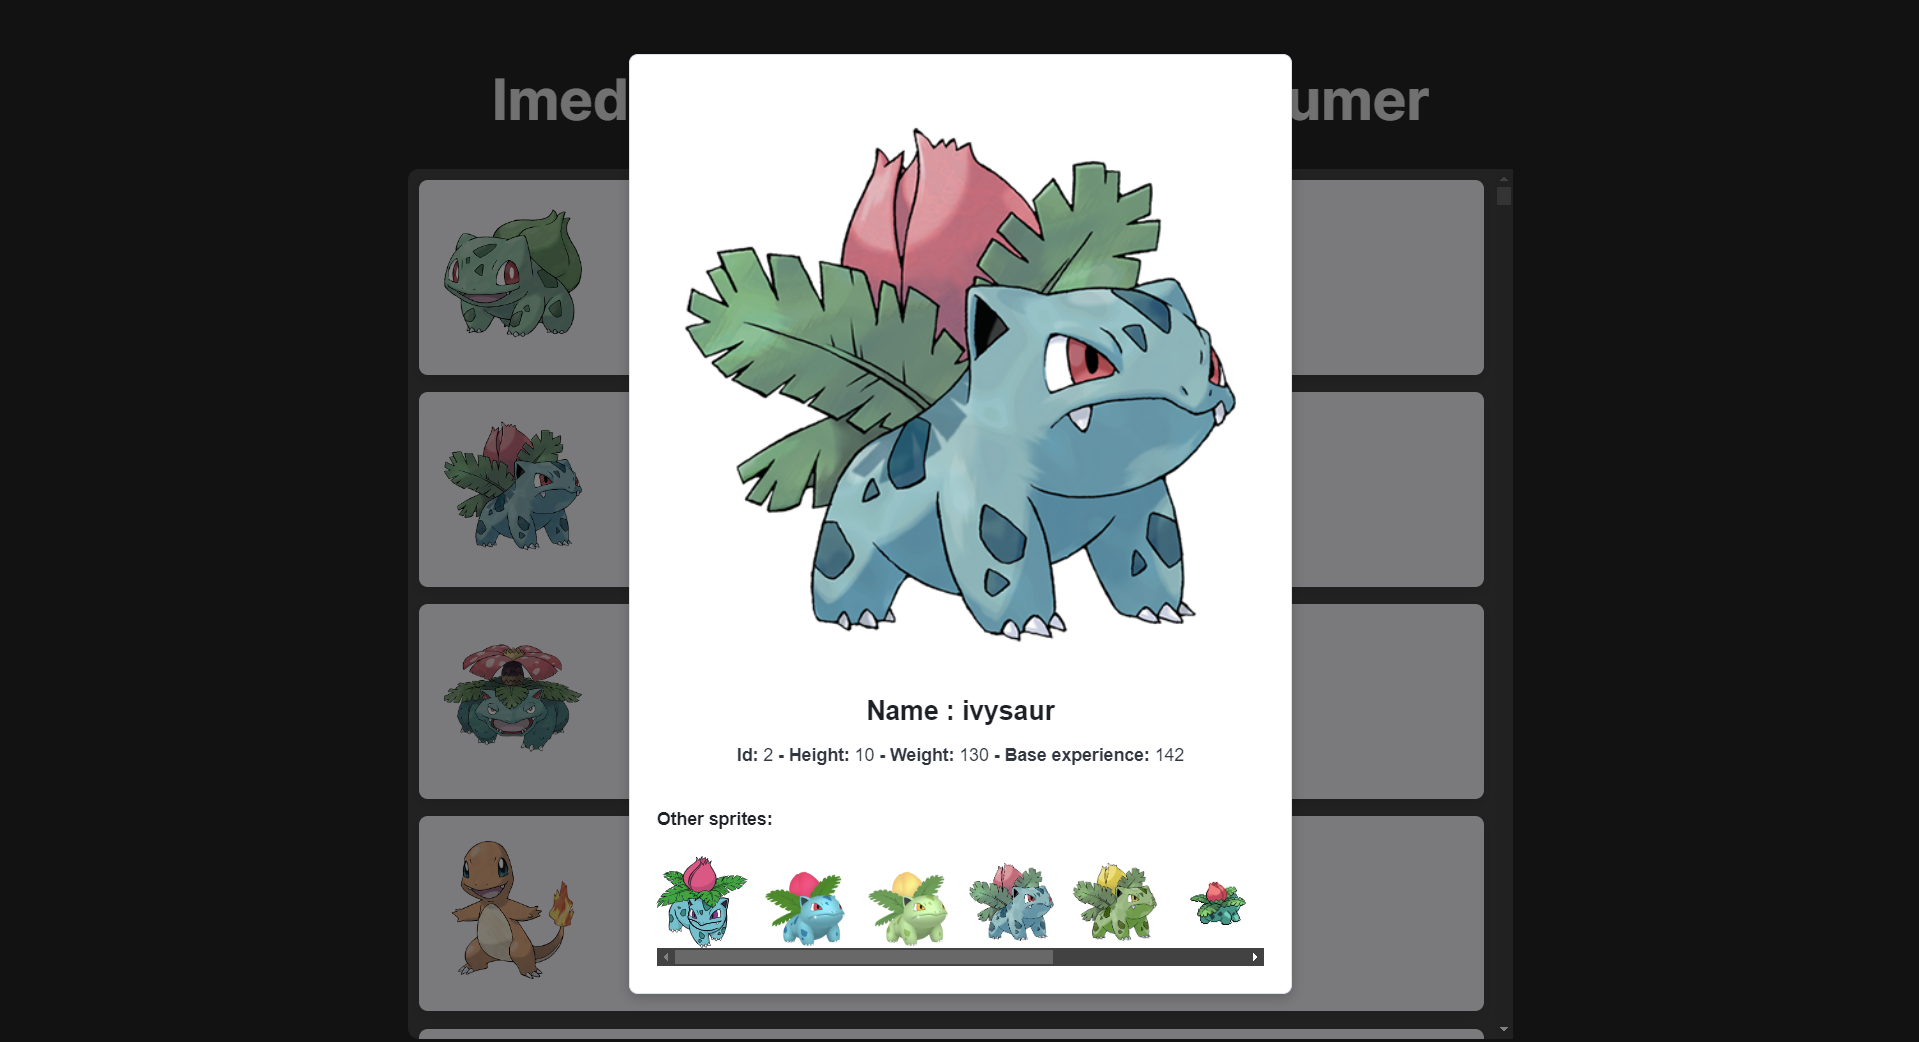 Imed
umer
Name : ivysaur
Id: 2 - Height: 10 - Weight: 130 - Base experience: 142
Other sprites: